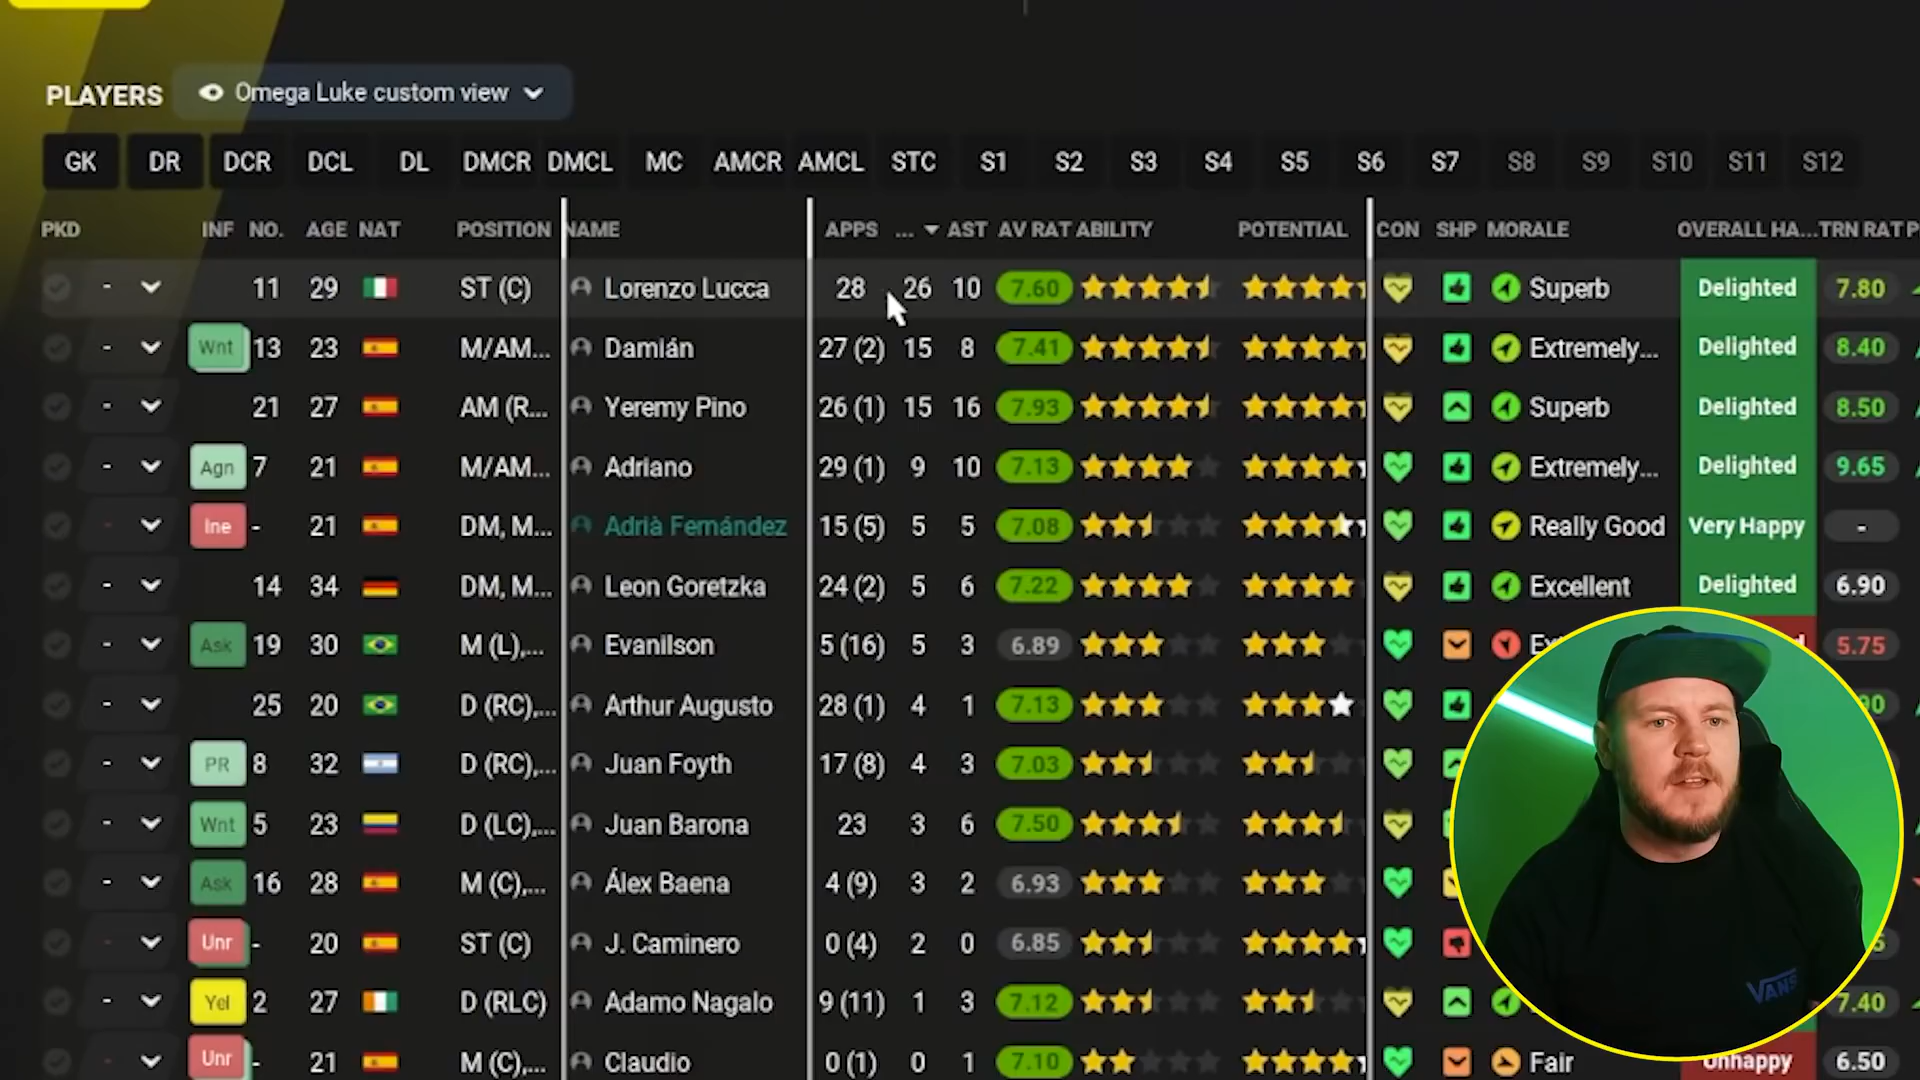 PLAYERS Omega Luke custom view
GK DR DCR DCL DL DMCR DMCL MC AMCR AMCL STC S1 S2 S3 S4 S5 S6 S7 S8 S9 S10 S11 S12
PKD INF NO. AGE NAT POSITION NAME APPS ... AST AV RAT ABILITY POTENTIAL CON SHP MORALE OVERALL HA... TRN RAT P
- 11 29 ST (C) Lorenzo Lucca 28 26 10 7.60 Superb Delighted 7.80
- Wnt 13 23 M/AM... Damián 27 (2) 15 8 7.41 Extremely... Delighted 8.40
- 21 27 AM (R... Yeremy Pino 26 (1) 15 16 7.93 Superb Delighted 8.50
- Agn 7 21 M/AM... Adriano 29 (1) 9 10 7.13 Extremely... Delighted 9.65
- Ine - 21 DM, M... Adrià Fernández 15 (5) 5 5 7.08 Really Good Very Happy -
- 14 34 DM, M... Leon Goretzka 24 (2) 5 6 7.22 Excellent Delighted 6.90
- Ask 19 30 M (L),... Evanilson 5 (16) 5 3 6.89 5.75
- 25 20 D (RC),... Arthur Augusto 28 (1) 4 1 7.13
- PR 8 32 D (RC),... Juan Foyth 17 (8) 4 3 7.03
- Wnt 5 23 D (LC),... Juan Barona 23 3 6 7.50
- Ask 16 28 M (C),... Álex Baena 4 (9) 3 2 6.93
- Unr - 20 ST (C) J. Caminero 0 (4) 2 0 6.85
- Yel 2 27 D (RLC) Adamo Nagalo 9 (11) 1 3 7.12 7.40
- Unr - 21 M (C),... Claudio 0 (1) 0 1 7.10 Fair Unhappy 6.50
VANS